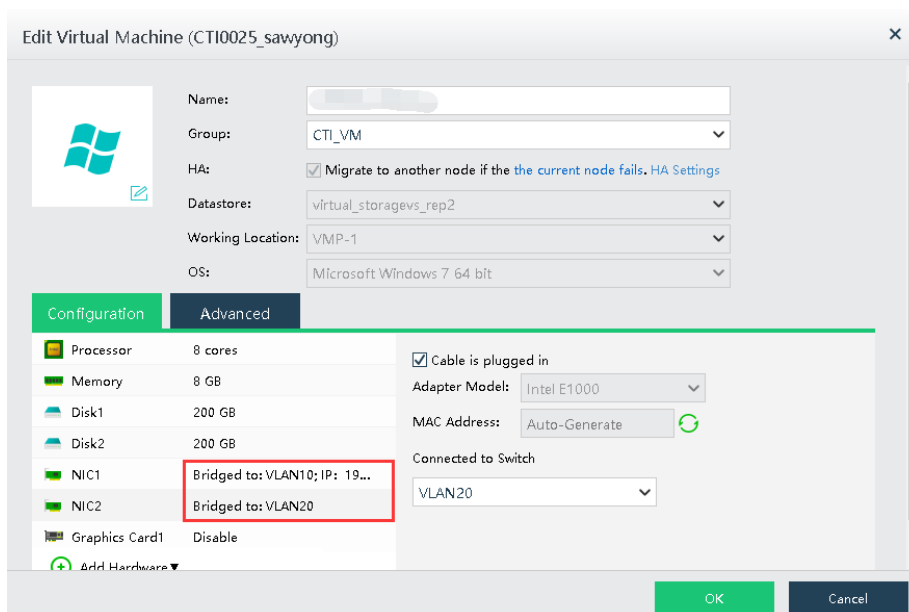 Edit Virtual Machine (CTI0025_sawyong)
Name:
Group: CTI_VM
HA: Migrate to another node if the the current node fails. HA Settings
Datastore: virtual_storagevs_rep2
Working Location: VMP-1
OS: Microsoft Windows 7 64 bit
Configuration Advanced
Processor 8 cores
Memory 8 GB
Disk1 200 GB
Disk2 200 GB
NIC1 Bridged to: VLAN10; IP: 19...
NIC2 Bridged to: VLAN20
Graphics Card1 Disable
Add Hardware
Cable is plugged in
Adapter Model: Intel E1000
MAC Address: Auto-Generate
Connected to Switch
VLAN20
OK Cancel